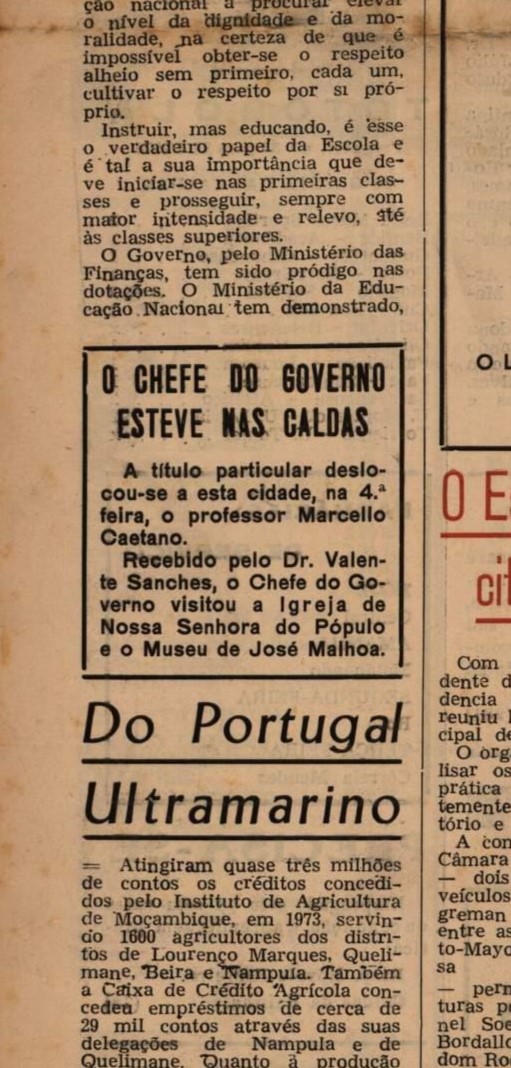 ção nacional a procurar elevar
o nível da dignidade e da mo-
ralidade, na certeza de que é
impossível obter-se o respeito
alheio sem primeiro, cada um,
cultivar o respeito por si pró-
prio.
Instruir, mas educando, é esse
o verdadeiro papel da Escola e
é tal a sua importância que de-
ve iniciar-se nas primeiras clas-
ses e prosseguir, sempre com
maior intensidade e relevo, até
às classes superiores.
O Governo, pelo Ministério das
Finanças, tem sido pródigo nas
dotações. O Ministério da Edu-
cação Nacional tem demonstrado,
O CHEFE DO GOVERNO
ESTEVE NAS CALDAS
A título particular deslo-
cou-se a esta cidade, na 4.ª
feira, o professor Marcello
Caetano.
Recebido pelo Dr. Valen-
te Sanches, o Chefe do Go-
verno visitou a Igreja de
Nossa Senhora do Pópulo
e o Museu de José Malhoa.
Do Portugal
Ultramarino
= Atingiram quase três milhões
de contos os créditos concedi-
dos pelo Instituto de Agricultura
de Moçambique, em 1973, servin-
do 1600 agricultores dos distri-
tos de Lourenço Marques, Queli-
mane, Beira e Nampula. Também
a Caixa de Crédito Agrícola con-
cedeu empréstimos de cerca de
29 mil contos através das suas
delegações de Nampula e de
Quelimane. Quanto à produção
O L
O E
cit
Com
dente d
dencia
reuniu
cipal de
O orga
lisar os
prática
temente
tório e
A con
Câmara
— dois
veículos
greman
entre as
to-Mayo
sa
— perm
turas pe
nel Soe
Bordallo
dom Ro